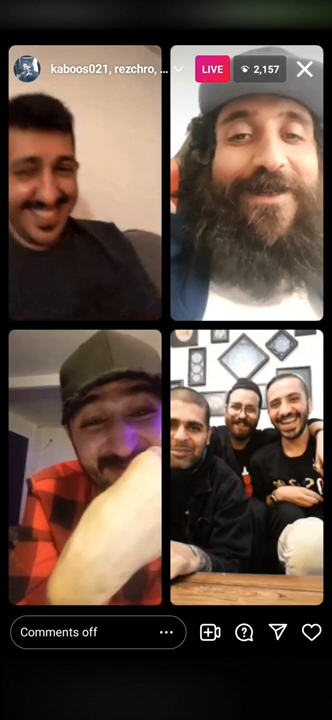 kaboos021, rezchro, ...
LIVE
2,157
Comments off